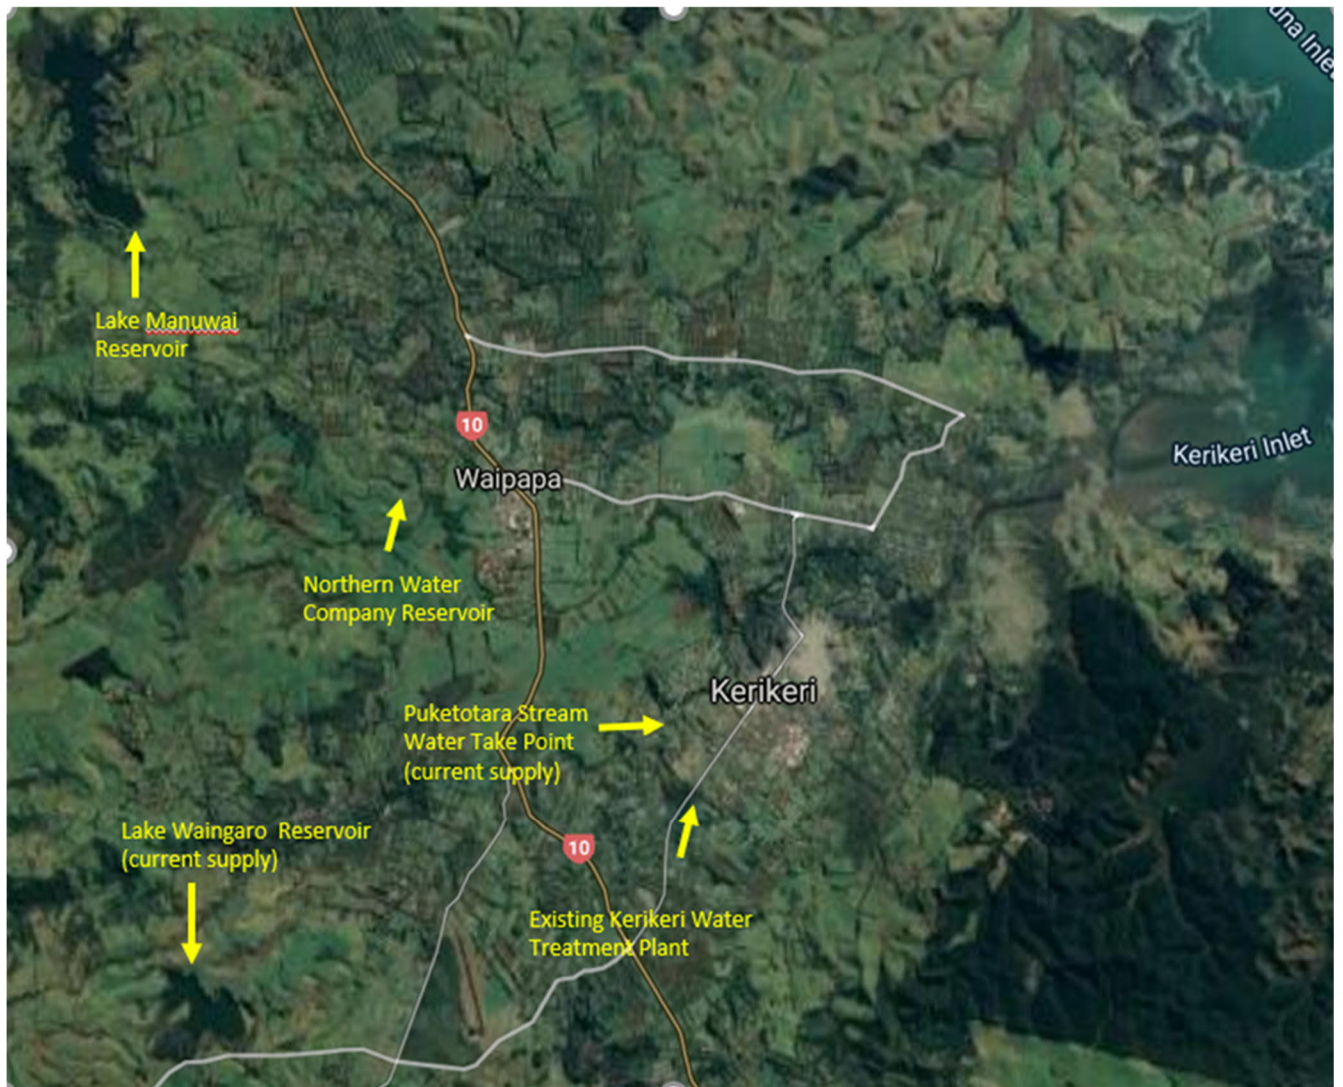 una Inle
Lake Manuwai
Reservoir
10
Kerikeri Inlet
Waipapa
Northern Water
Company Reservoir
Kerikeri
Puketotara Stream
Water Take Point
(current supply)
Lake Waingaro Reservoir
(current supply)
10
Existing Kerikeri Water
Treatment Plant